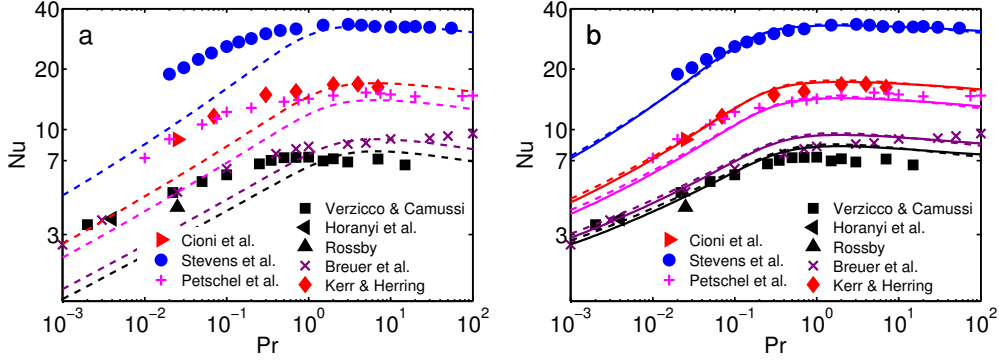 a
Nu
40
20
10
7
3
Cioni et al.
Stevens et al.
Petschel et al.
Verzicco & Camussi
Horanyi et al.
Rossby
Breuer et al.
Kerr & Herring
10⁻³ 10⁻² 10⁻¹ 10⁰ 10¹ 10²
Pr
b
Nu
40
20
10
7
3
Cioni et al.
Stevens et al.
Petschel et al.
Verzicco & Camussi
Horanyi et al.
Rossby
Breuer et al.
Kerr & Herring
10⁻³ 10⁻² 10⁻¹ 10⁰ 10¹ 10²
Pr